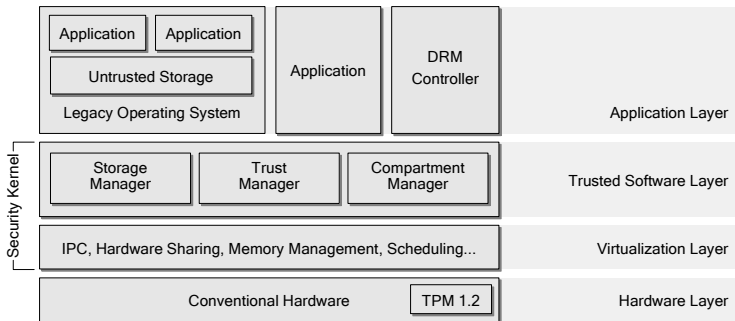 Application Application
Untrusted Storage
Legacy Operating System
Application
DRM
Controller
Application Layer
Security Kernel
Storage
Manager
Trust
Manager
Compartment
Manager
Trusted Software Layer
IPC, Hardware Sharing, Memory Management, Scheduling...
Virtualization Layer
Conventional Hardware
TPM 1.2
Hardware Layer